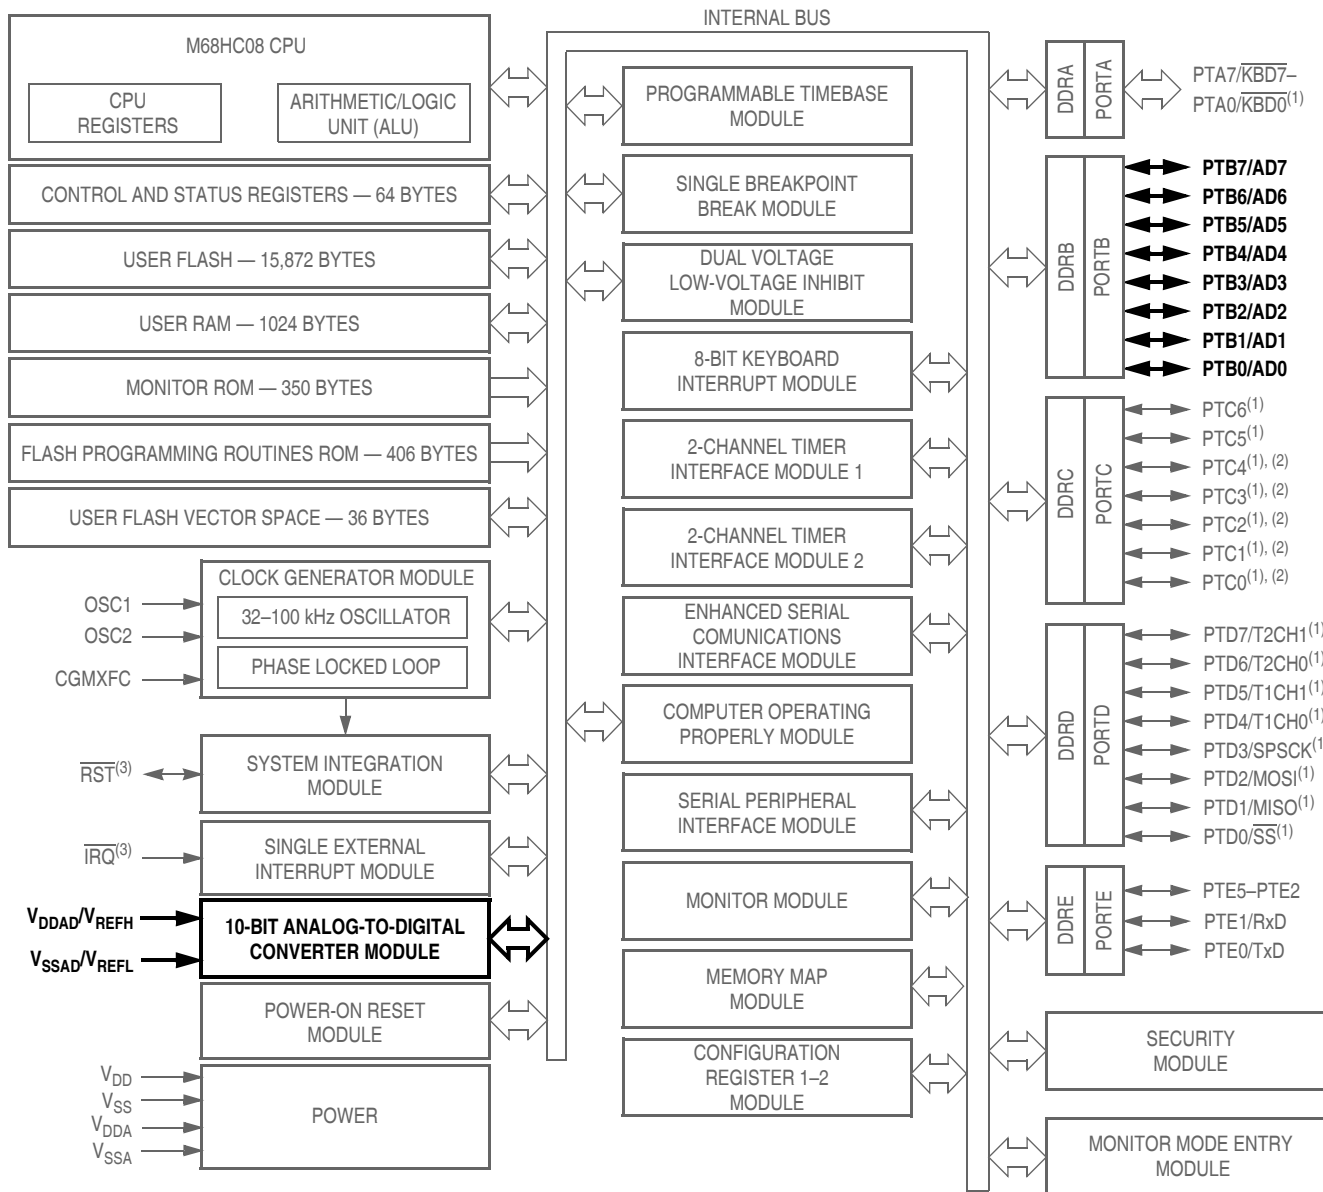 INTERNAL BUS
M68HC08 CPU
CPU
REGISTERS
ARITHMETIC/LOGIC
UNIT (ALU)
CONTROL AND STATUS REGISTERS — 64 BYTES
USER FLASH — 15,872 BYTES
USER RAM — 1024 BYTES
MONITOR ROM — 350 BYTES
FLASH PROGRAMMING ROUTINES ROM — 406 BYTES
USER FLASH VECTOR SPACE — 36 BYTES
CLOCK GENERATOR MODULE
32–100 kHz OSCILLATOR
PHASE LOCKED LOOP
OSC1
OSC2
CGMXFC
SYSTEM INTEGRATION
MODULE
RST(3)
SINGLE EXTERNAL
INTERRUPT MODULE
IRQ(3)
10-BIT ANALOG-TO-DIGITAL
CONVERTER MODULE
VDDAD/VREFH
VSSAD/VREFL
POWER-ON RESET
MODULE
POWER
VDD
VSS
VDDA
VSSA
PROGRAMMABLE TIMEBASE
MODULE
SINGLE BREAKPOINT
BREAK MODULE
DUAL VOLTAGE
LOW-VOLTAGE INHIBIT
MODULE
8-BIT KEYBOARD
INTERRUPT MODULE
2-CHANNEL TIMER
INTERFACE MODULE 1
2-CHANNEL TIMER
INTERFACE MODULE 2
ENHANCED SERIAL
COMUNICATIONS
INTERFACE MODULE
COMPUTER OPERATING
PROPERLY MODULE
SERIAL PERIPHERAL
INTERFACE MODULE
MONITOR MODULE
MEMORY MAP
MODULE
CONFIGURATION
REGISTER 1–2
MODULE
DDRA
PORTA
PTA7/KBD7–
PTA0/KBD0(1)
DDRB
PORTB
PTB7/AD7
PTB6/AD6
PTB5/AD5
PTB4/AD4
PTB3/AD3
PTB2/AD2
PTB1/AD1
PTB0/AD0
DDRC
PORTC
PTC6(1)
PTC5(1)
PTC4(1), (2)
PTC3(1), (2)
PTC2(1), (2)
PTC1(1), (2)
PTC0(1), (2)
DDRD
PORTD
PTD7/T2CH1(1)
PTD6/T2CH0(1)
PTD5/T1CH1(1)
PTD4/T1CH0(1)
PTD3/SPSCK(1
PTD2/MOSI(1)
PTD1/MISO(1)
PTD0/SS(1)
DDRE
PORTE
PTE5–PTE2
PTE1/RxD
PTE0/TxD
SECURITY
MODULE
MONITOR MODE ENTRY
MODULE